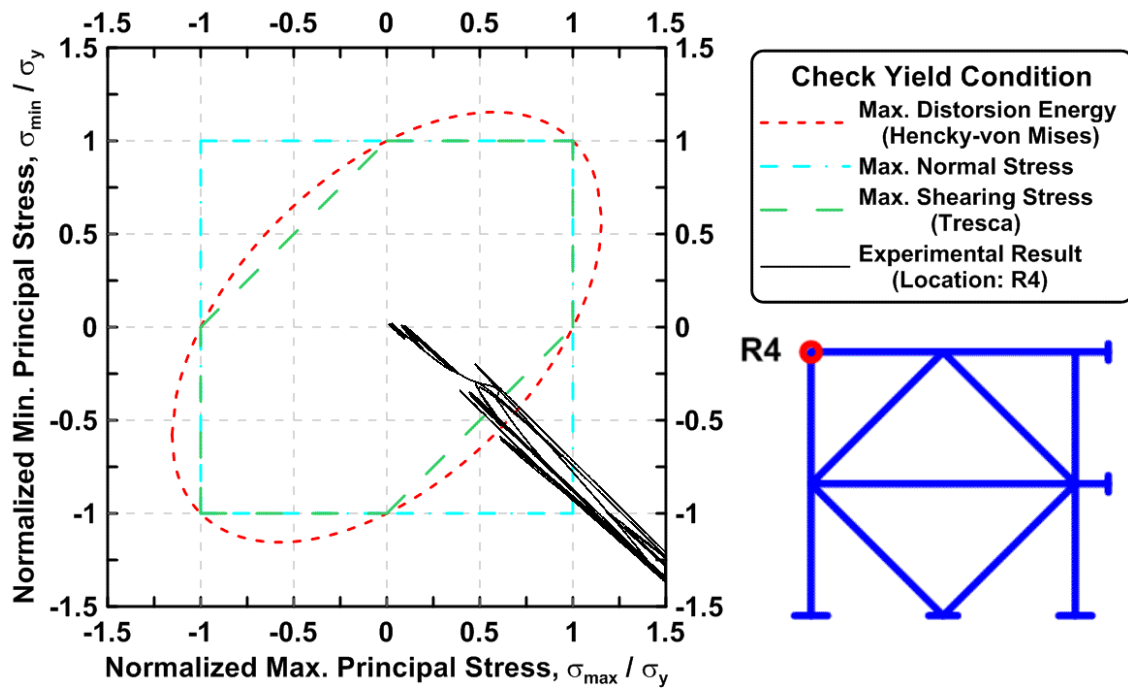 -1.5 -1 -0.5 0 0.5 1 1.5
Normalized Min. Principal Stress, σmin / σy
1.5 1.5
1 1
0.5 0.5
0 0
-0.5 -0.5
-1 -1
-1.5 -1.5
-1.5 -1 -0.5 0 0.5 1 1.5
Normalized Max. Principal Stress, σmax / σy
Check Yield Condition
Max. Distorsion Energy
(Hencky-von Mises)
Max. Normal Stress
Max. Shearing Stress
(Tresca)
Experimental Result
(Location: R4)
R4